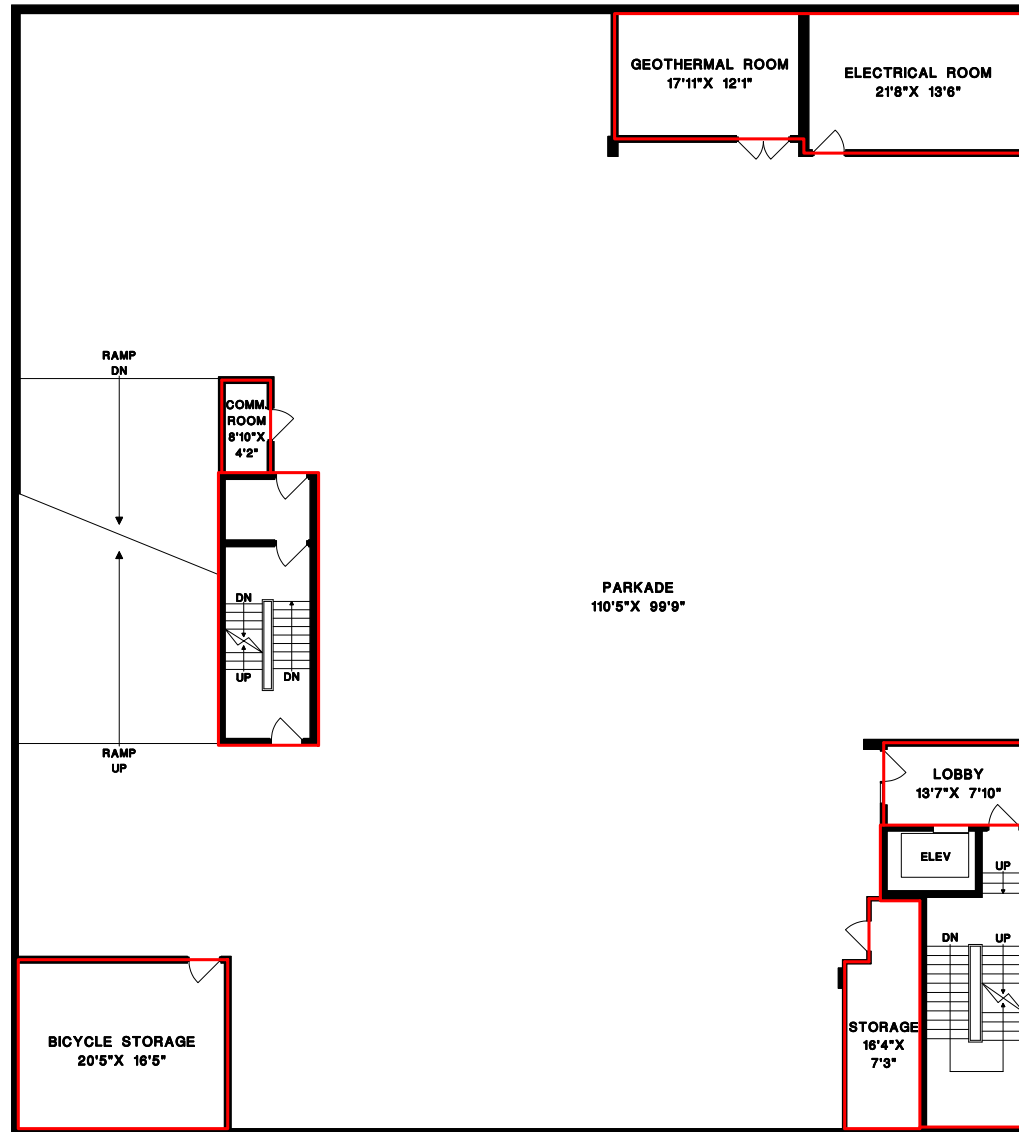 GEOTHERMAL ROOM
17'11"X 12'1"
ELECTRICAL ROOM
21'8"X 13'6"
RAMP
DN
COMM.
ROOM
8'10"X
4'2"
DN
UP
DN
PARKADE
110'5"X 99'9"
RAMP
UP
LOBBY
13'7"X 7'10"
ELEV
UP
DN
UP
STORAGE
16'4"X
7'3"
BICYCLE STORAGE
20'5"X 16'5"